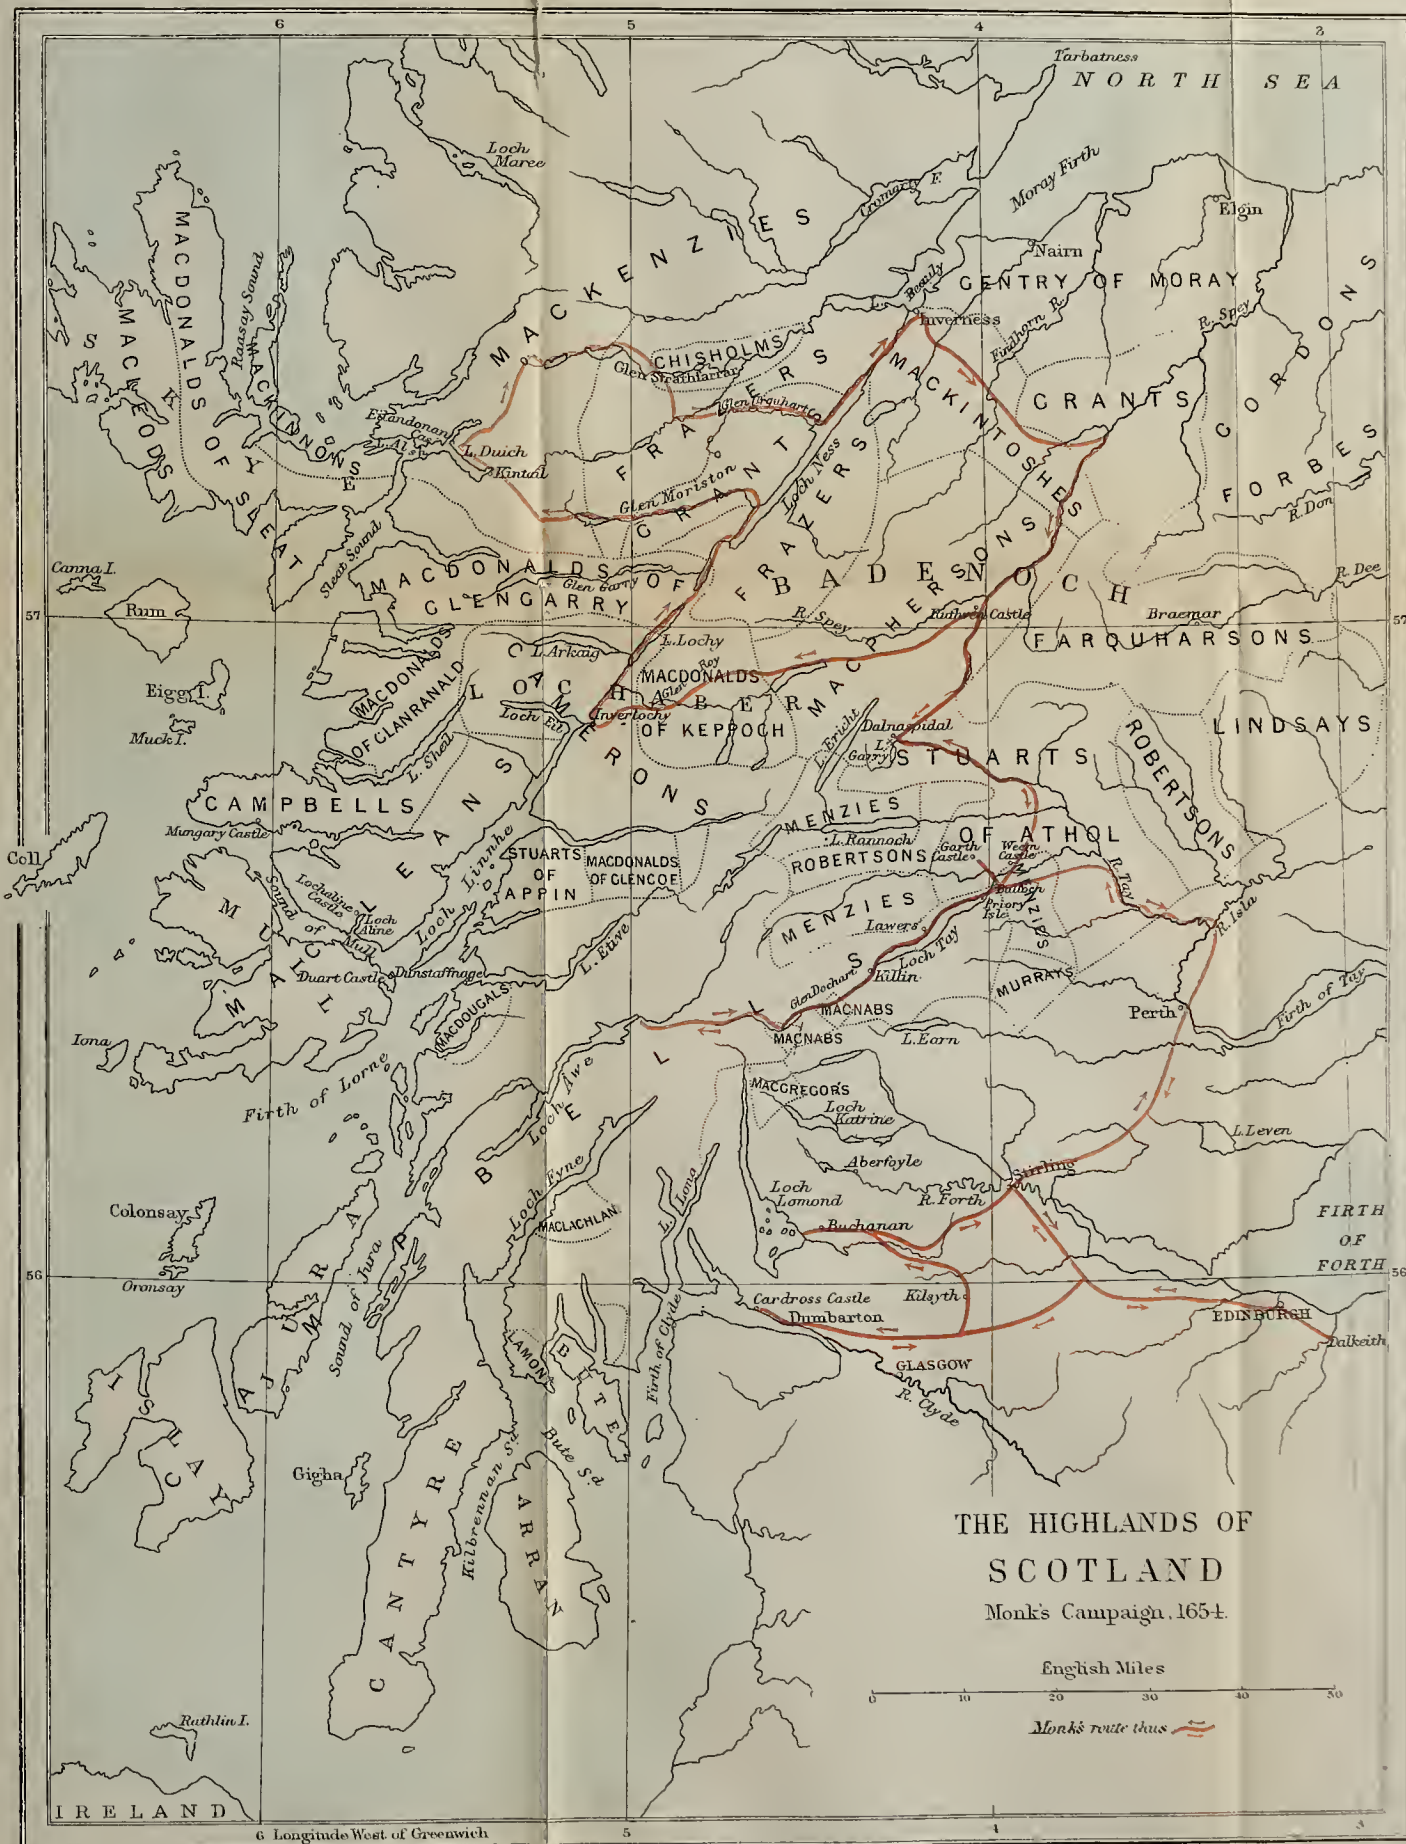 6 5 4 3
Tarbatness
NORTH SEA
Loch
Maree
Cromarty F.
Moray Firth
Elgin
Nairn
MACKENZIES
L. Beauly
GENTRY OF MORAY
Inverness
Findhorn R.
R. Spey
GORDONS
MACDONALDS OF SLEAT
MACKLEODS
SKYE
Raasay Sound
MACKINNONS
CHISHOLMS
Glen Strathfarrar
Glen Urquhart
FRAZERS
MACKINTOSHES
GRANTS
FORBES
R. Don
Eilandonan
Cas.
L. Alsh
L. Duich
Kintail
Glen Moriston
GRANT
Loch Ness
FRAZERS
Sleat Sound
Canna I.
Rum
MACDONALDS OF
GLENGARRY
Glen Garry
BADENOCH
MACPHERSONS
R. Spey
Ruthven Castle
R. Dee
Braemar
57
57
FARQUHARSONS
L. Arkaig
L. Lochy
Eigg I.
Muck I.
MACDONALDS
OF CLANRANALD
LOCHABER
CAMERONS
Loch Eil
Inverlochy
MACDONALDS
Glen Roy
OF KEPPOCH
L. Ericht
Dalnaspidal
L. Garry
LINDSAYS
L. Sheil
STUARTS
OF ATHOL
ROBERTSONS
CAMPBELLS
Mungary Castle
Coll
MACLEANS
MENZIES
L. Rannoch
ROBERTSONS
Garth
Castle
Weem
Castle
STUARTS
OF
APPIN
MACDONALDS
OF GLENCOE
Loch Linnhe
Balloch
Priory
Isle
MENZIES
R. Tay
R. Isla
Lochaline
Castle
Loch
Aline
Sound of Mull
MULL
MENZIES
Lawers
Loch Tay
Duart Castle
Dunstaffnage
L. Etive
Glen Dochart
Killin
MURRAYS
MACDOUGALS
MACNABS
MACNABS
Perth
Firth of Tay
Iona
L. Earn
Firth of Lorne
Loch Awe
MACGREGORS
Loch
Katrine
L. Leven
CAMPBELLS
Aberfoyle
Stirling
Colonsay
Loch
Lomond
R. Forth
Loch Fyne
MACLACHLAN
L. Long
Buchanan
FIRTH
OF
FORTH
Oronsay
JURA
Sound of Jura
56
56
Cardross Castle
Dumbarton
Kilsyth
EDINBURGH
Dalkeith
LAMONT
BUTE
Firth of Clyde
GLASGOW
R. Clyde
ISLAY
Gigha
CANTYRE
Kilbrennan Sd.
ARRAN
Bute Sd.
THE HIGHLANDS OF
SCOTLAND
Monk's Campaign, 1654.
English Miles
0 10 20 30 40 50
Monk's route thus
Rathlin I.
IRELAND
6 Longitude West of Greenwich 5 4 3